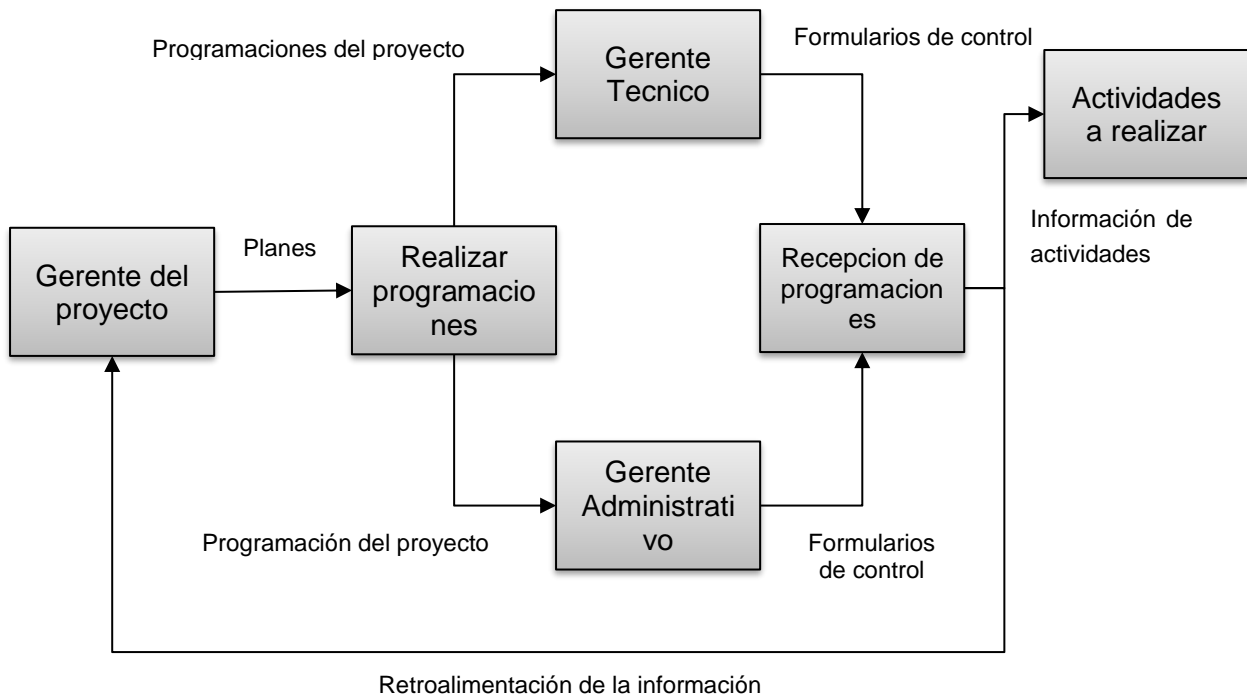 Programaciones del proyecto
Gerente
Tecnico
Formularios de control
Actividades
a realizar
Gerente del
proyecto
Planes
Realizar
programacio
nes
Recepcion de
programacion
es
Información de
actividades
Programación del proyecto
Gerente
Administrati
vo
Formularios
de control
Retroalimentación de la información